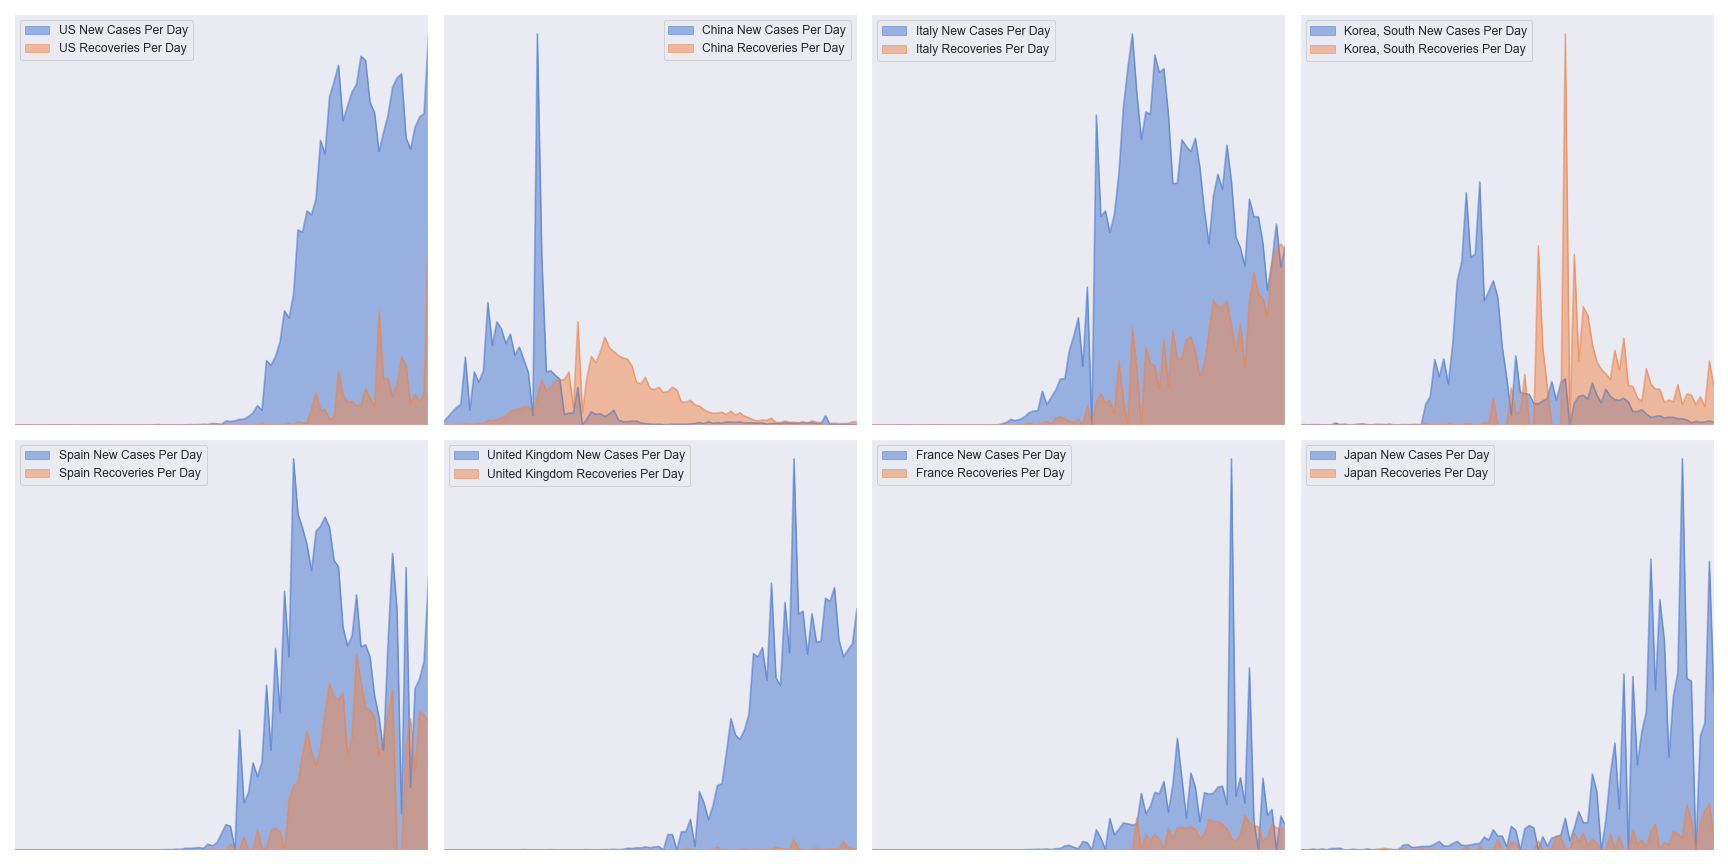 US New Cases Per Day
US Recoveries Per Day
China New Cases Per Day
China Recoveries Per Day
Italy New Cases Per Day
Italy Recoveries Per Day
Korea, South New Cases Per Day
Korea, South Recoveries Per Day
Spain New Cases Per Day
Spain Recoveries Per Day
United Kingdom New Cases Per Day
United Kingdom Recoveries Per Day
France New Cases Per Day
France Recoveries Per Day
Japan New Cases Per Day
Japan Recoveries Per Day